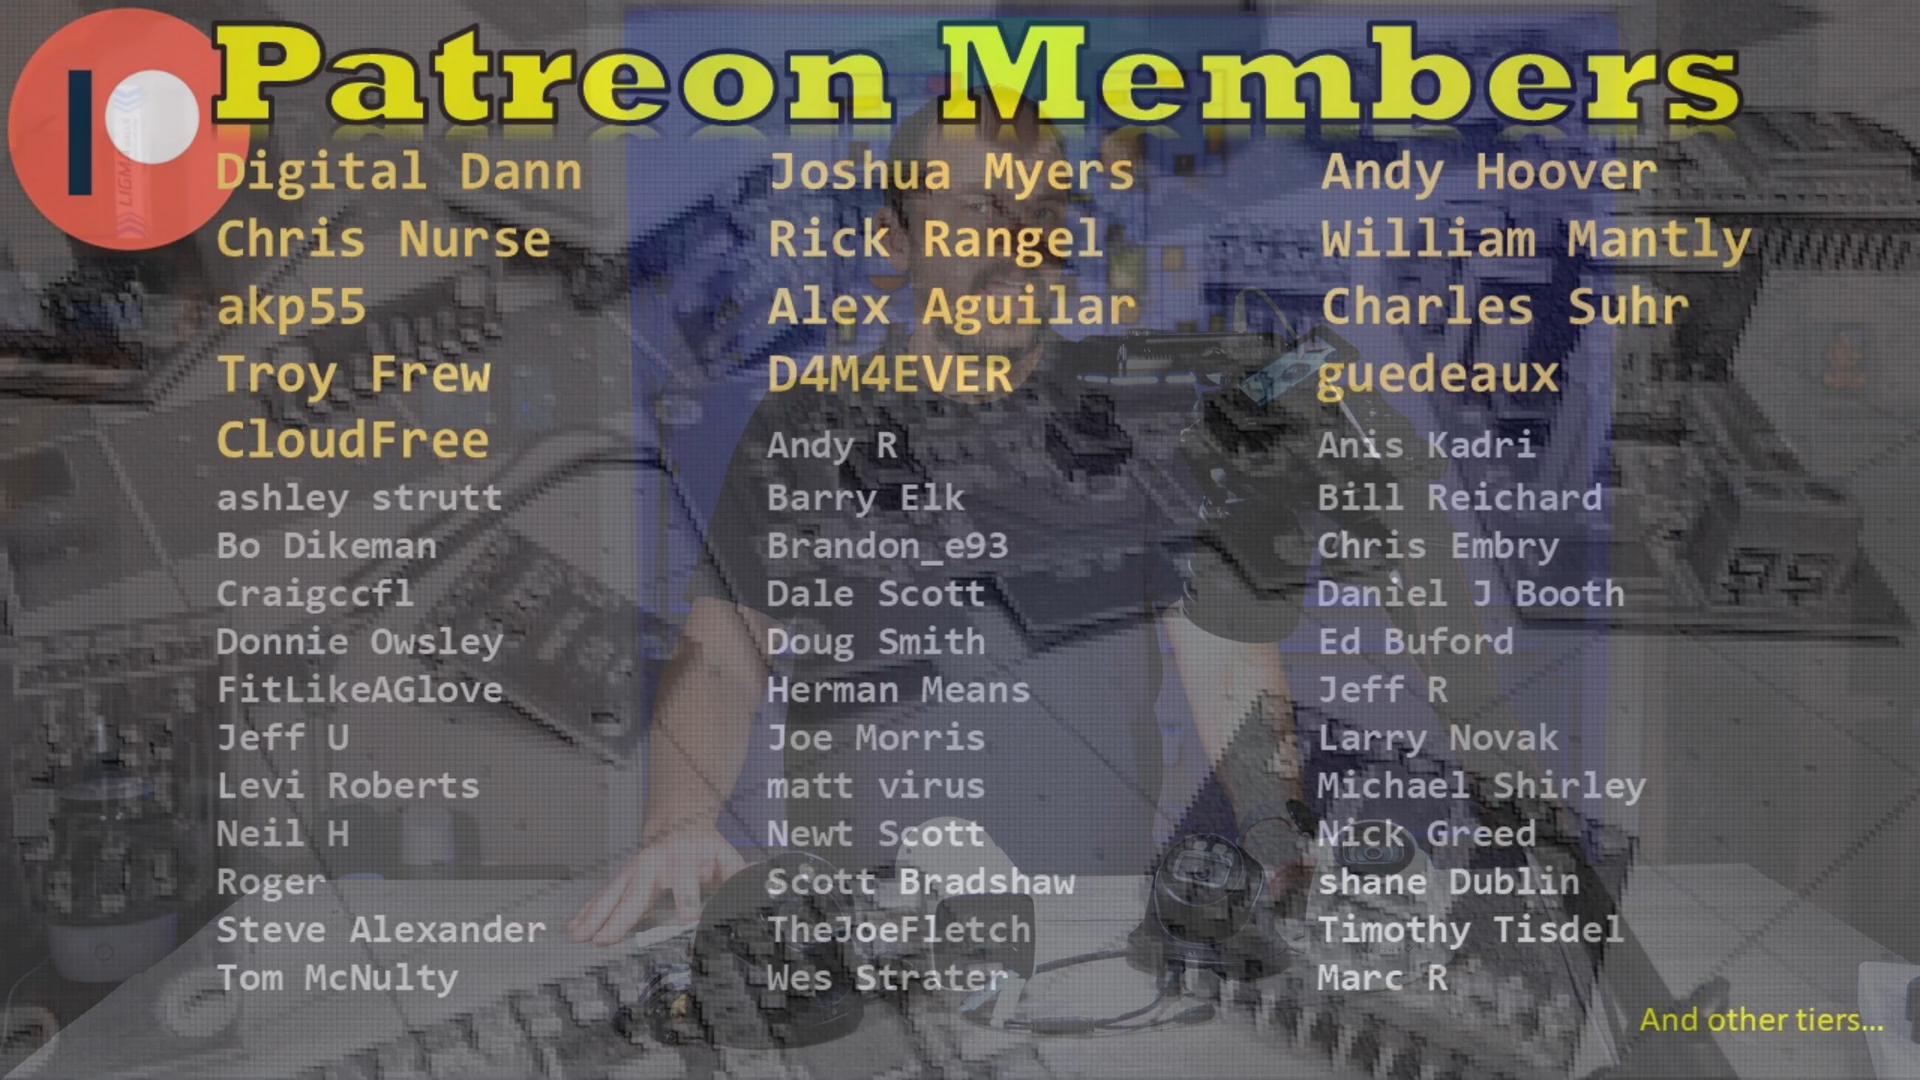 Patreon Members
Digital Dann Joshua Myers Andy Hoover
Chris Nurse Rick Rangel William Mantly
akp55 Alex Aguilar Charles Suhr
Troy Frew D4M4EVER guedeaux
CloudFree Andy R Anis Kadri
ashley strutt Barry Elk Bill Reichard
Bo Dikeman Brandon_e93 Chris Embry
Craigccfl Dale Scott Daniel J Booth
Donnie Owsley Doug Smith Ed Buford
FitLikeAGlove Herman Means Jeff R
Jeff U Joe Morris Larry Novak
Levi Roberts matt virus Michael Shirley
Neil H Newt Scott Nick Greed
Roger Scott Bradshaw shane Dublin
Steve Alexander TheJoeFletch Timothy Tisdel
Tom McNulty Wes Strater Marc R
And other tiers...